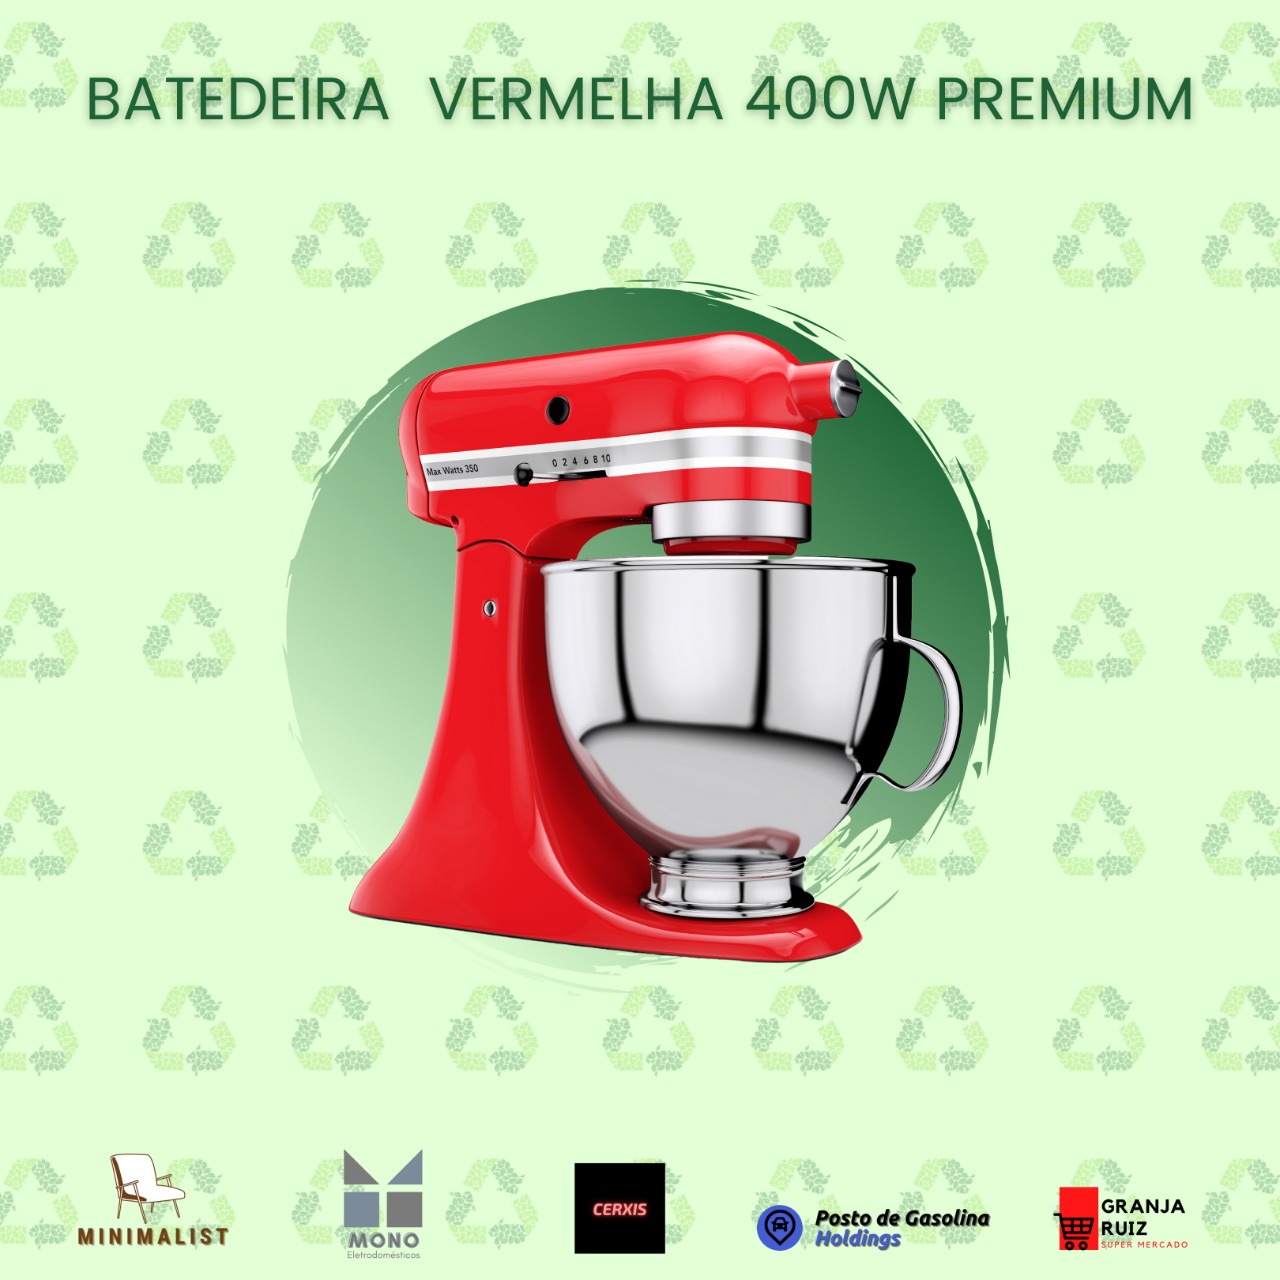 BATEDEIRA VERMELHA 400W PREMIUM
Max Watts 350
0 2 4 6 8 10
MINIMALIST
MONO
Eletrodomésticos
CERXIS
Posto de Gasolina
Holdings
GRANJA
RUIZ
SUPER MERCADO